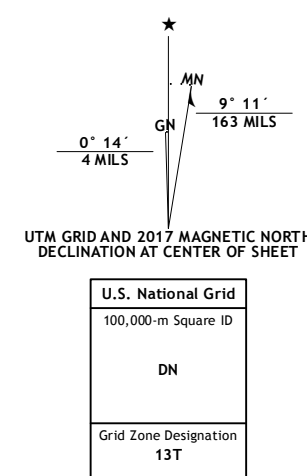 MN
9° 11´
163 MILS
GN
0° 14´
4 MILS
UTM GRID AND 2017 MAGNETIC NORTH
DECLINATION AT CENTER OF SHEET
U.S. National Grid
100,000-m Square ID
DN
Grid Zone Designation
13T